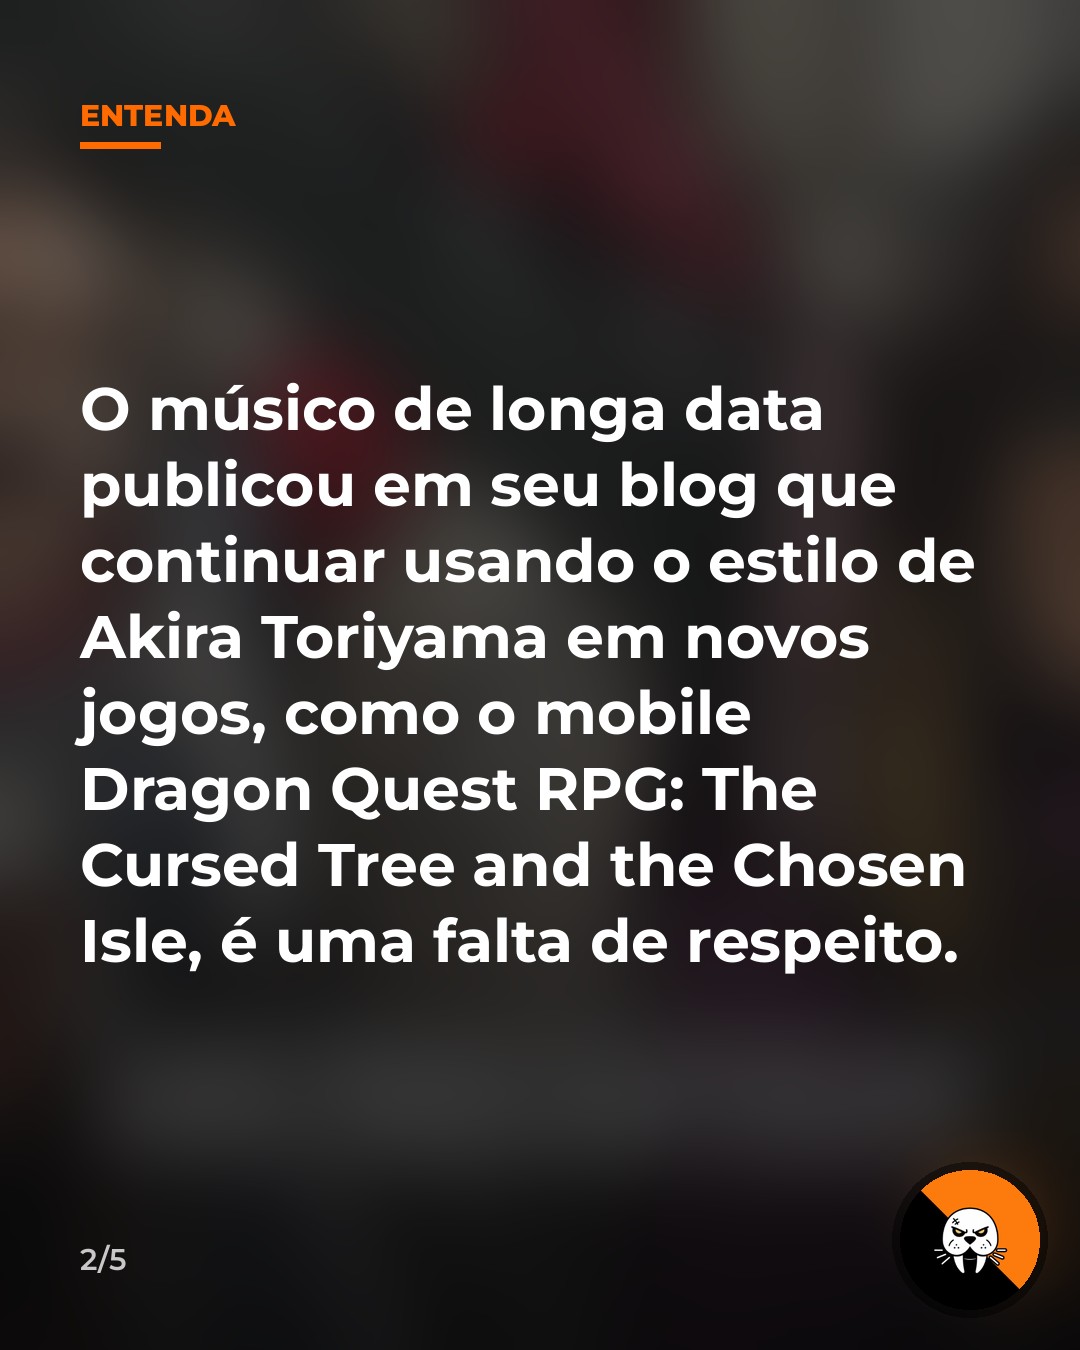 ENTENDA
O músico de longa data
publicou em seu blog que
continuar usando o estilo de
Akira Toriyama em novos
jogos, como o mobile
Dragon Quest RPG: The
Cursed Tree and the Chosen
Isle, é uma falta de respeito.
2/5